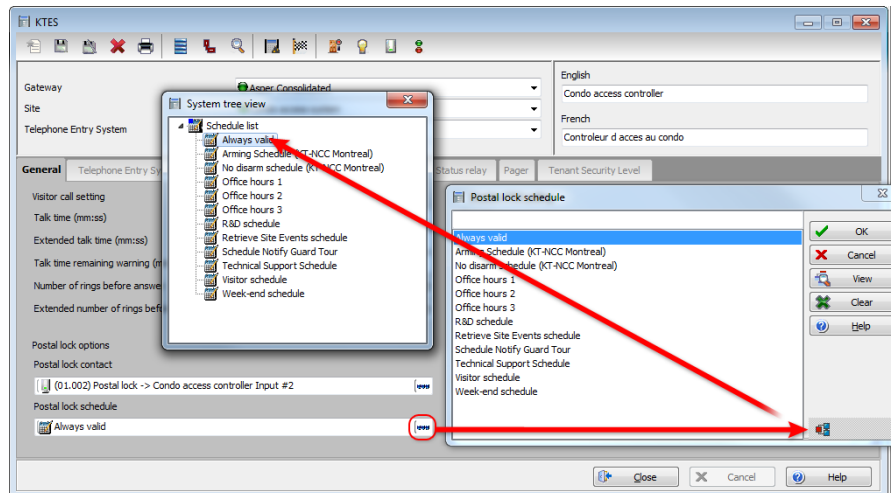 KTES
English
Gateway
Asper Consolidated
Condo access controller
Site
French
Telephone Entry System
Controleur d acces au condo
System tree view
Schedule list
Always valid
Arming Schedule (KT-NCC Montreal)
No disarm schedule (KT-NCC Montreal)
Office hours 1
Office hours 2
Office hours 3
R&D schedule
Retrieve Site Events schedule
Schedule Notify Guard Tour
Technical Support Schedule
Visitor schedule
Week-end schedule
General
Telephone Entry Sy
Status relay
Pager
Tenant Security Level
Visitor call setting
Talk time (mm:ss)
Extended talk time (mm:ss)
Talk time remaining warning (m
Number of rings before answe
Extended number of rings bef
Postal lock options
Postal lock contact
(01.002) Postal lock -> Condo access controller Input #2
Postal lock schedule
Always valid
Postal lock schedule
Always valid
Arming Schedule (KT-NCC Montreal)
No disarm schedule (KT-NCC Montreal)
Office hours 1
Office hours 2
Office hours 3
R&D schedule
Retrieve Site Events schedule
Schedule Notify Guard Tour
Technical Support Schedule
Visitor schedule
Week-end schedule
OK
Cancel
View
Clear
Help
Close
Cancel
Help